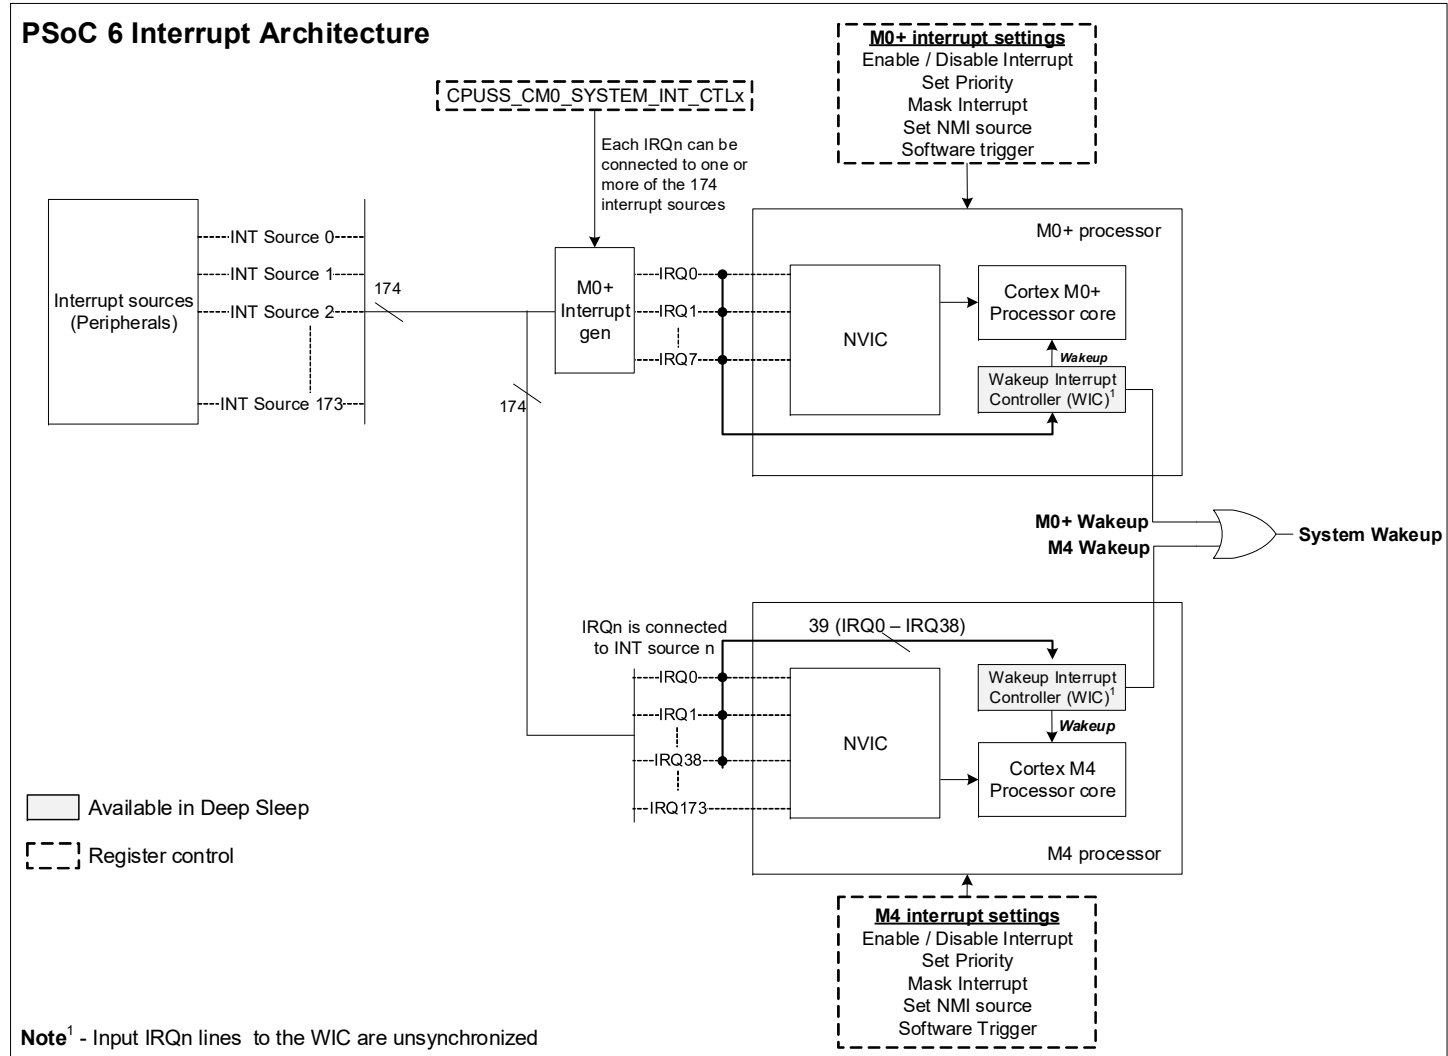 PSoC 6 Interrupt Architecture
M0+ interrupt settings
Enable / Disable Interrupt
Set Priority
Mask Interrupt
Set NMI source
Software trigger
CPUSS_CM0_SYSTEM_INT_CTLx
Each IRQn can be
connected to one or
more of the 174
interrupt sources
Interrupt sources
(Peripherals)
INT Source 0
INT Source 1
INT Source 2
INT Source 173
174
174
M0+
Interrupt
gen
IRQ0
IRQ1
IRQ7
M0+ processor
NVIC
Cortex M0+
Processor core
Wakeup
Wakeup Interrupt
Controller (WIC)1
M0+ Wakeup
M4 Wakeup
System Wakeup
IRQn is connected
to INT source n
39 (IRQ0 – IRQ38)
IRQ0
IRQ1
IRQ38
IRQ173
NVIC
Wakeup Interrupt
Controller (WIC)1
Wakeup
Cortex M4
Processor core
M4 processor
Available in Deep Sleep
Register control
M4 interrupt settings
Enable / Disable Interrupt
Set Priority
Mask Interrupt
Set NMI source
Software Trigger
Note1 - Input IRQn lines to the WIC are unsynchronized